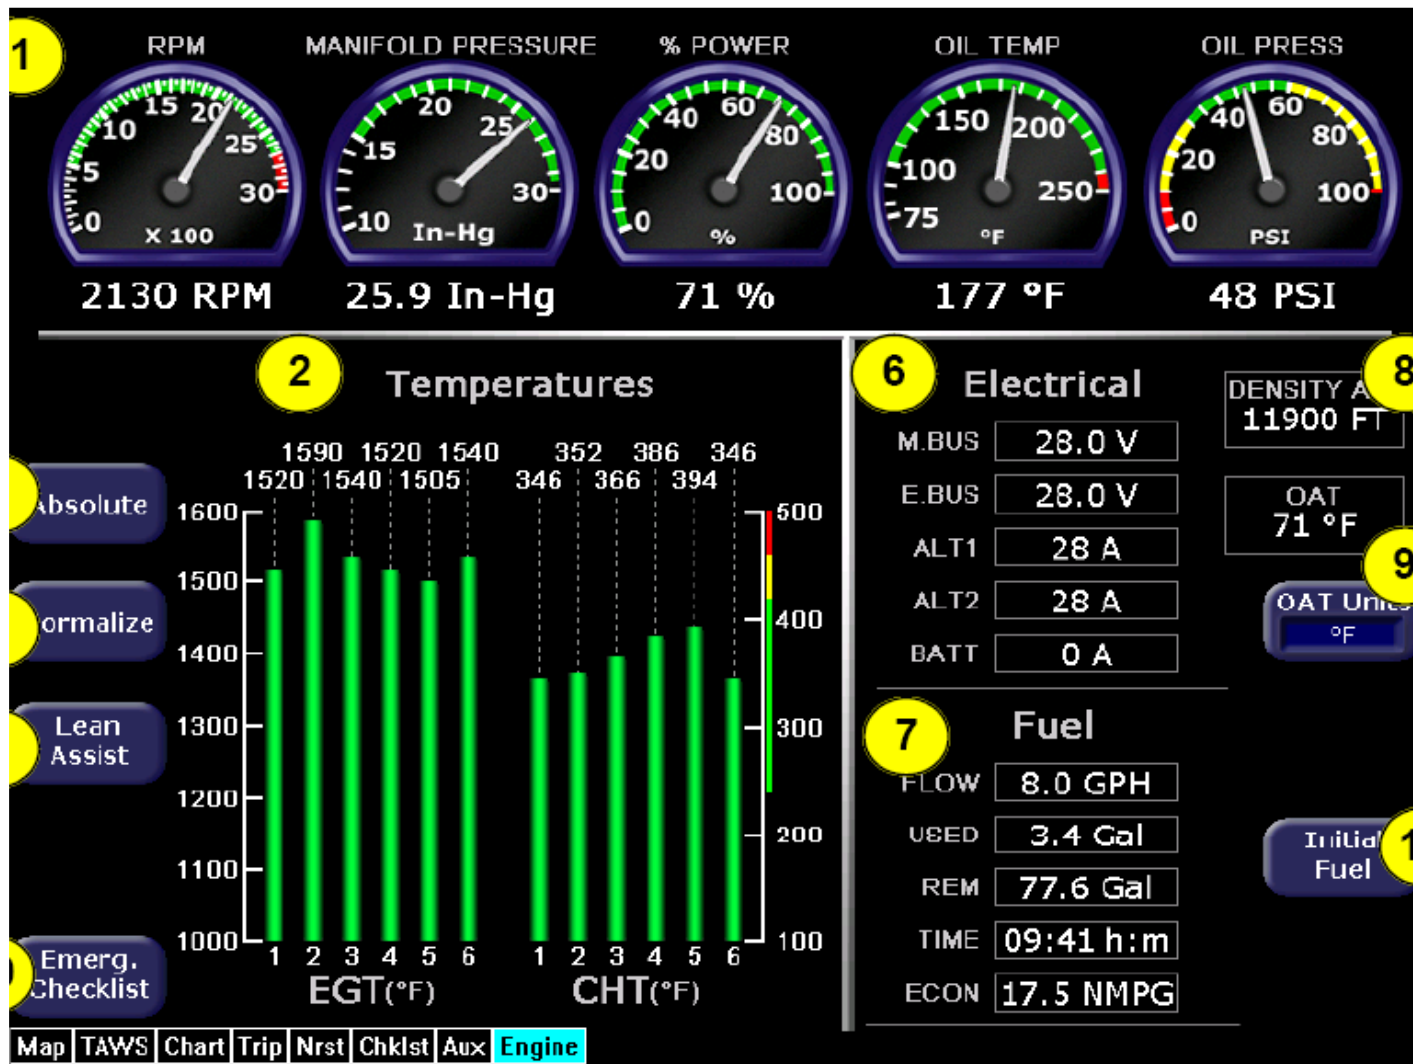 1
RPM MANIFOLD PRESSURE % POWER OIL TEMP OIL PRESS
0 5 10 15 20 25 30
X 100
10 15 20 25 30
In-Hg
0 20 40 60 80 100
%
75 100 150 200 250
°F
0 20 40 60 80 100
PSI
2130 RPM 25.9 In-Hg 71 % 177 °F 48 PSI
2 Temperatures
Absolute
Normalize
Lean
Assist
Emerg.
Checklist
1590 1520 1540
1520 1540 1505
352 386 346
346 366 394
1600
1500
1400
1300
1200
1100
1000
500
400
300
200
100
1 2 3 4 5 6
EGT(°F)
1 2 3 4 5 6
CHT(°F)
6 Electrical
M.BUS 28.0 V
E.BUS 28.0 V
ALT1 28 A
ALT2 28 A
BATT 0 A
7 Fuel
FLOW 8.0 GPH
USED 3.4 Gal
REM 77.6 Gal
TIME 09:41 h:m
ECON 17.5 NMPG
8
DENSITY A
11900 FT
OAT
71 °F
9
OAT Units
°F
Initial
Fuel
1
Map TAWS Chart Trip Nrst Chklst Aux Engine